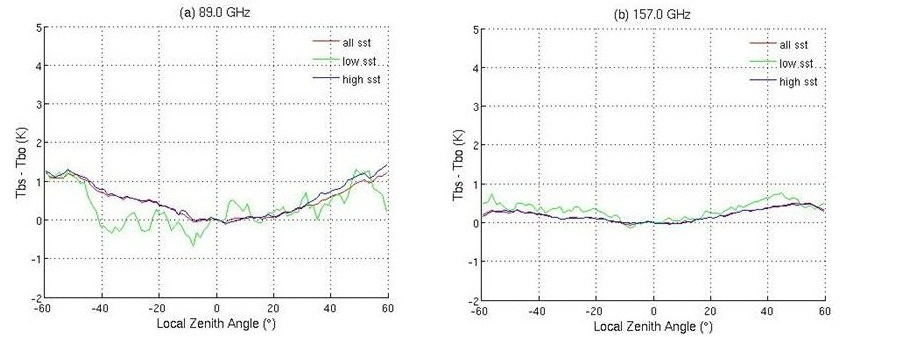 (a) 89.0 GHz
5
4
3
2
1
0
-1
-2
-60
-40
-20
0
20
40
60
Tbs - Tbo (K)
Local Zenith Angle (°)
all sst
low sst
high sst
(b) 157.0 GHz
5
4
3
2
1
0
-1
-2
-60
-40
-20
0
20
40
60
Tbs - Tbo (K)
Local Zenith Angle (°)
all sst
low sst
high sst